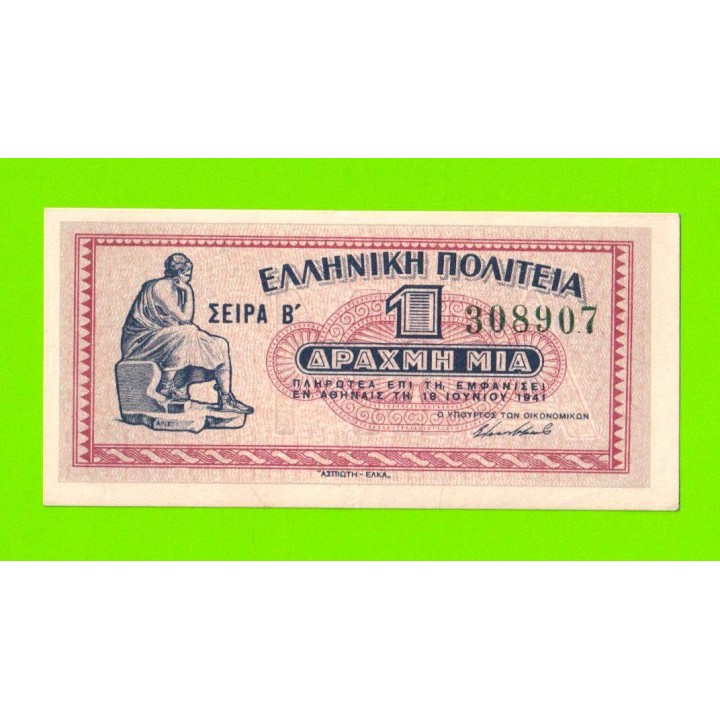 ΕΛΛΗΝΙΚΗ ΠΟΛΙΤΕΙΑ
ΣΕΙΡΑ Β΄ 1 308907
ΔΡΑΧΜΗ ΜΙΑ
ΠΛΗΡΩΤΕΑ ΕΠΙ ΤΗ ΕΜΦΑΝΙΣΕΙ
ΕΝ ΑΘΗΝΑΙΣ ΤΗ 18 ΙΟΥΝΙΟΥ 1941
Ο ΥΠΟΥΡΓΟΣ ΤΩΝ ΟΙΚΟΝΟΜΙΚΩΝ
"ΑΣΠΙΩΤΗ-ΕΛΚΑ„